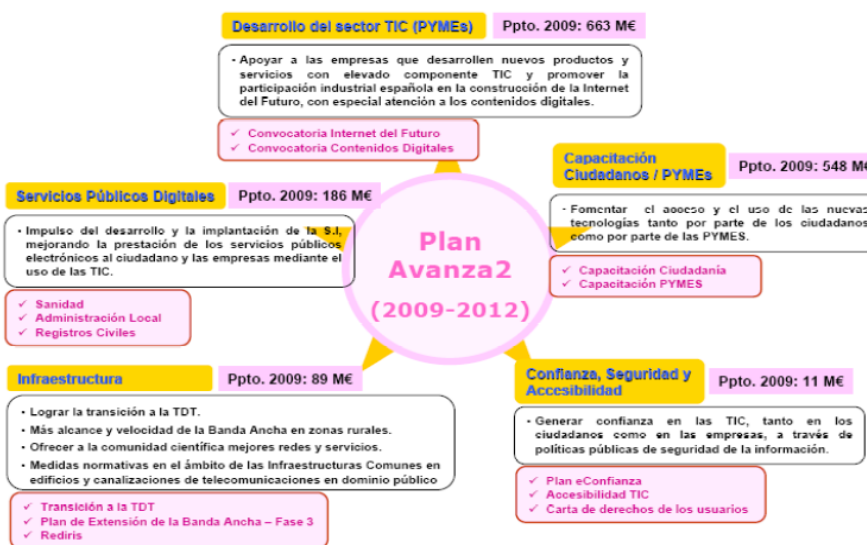 Desarrollo del sector TIC (PYMEs)
Ppto. 2009: 663 M€
· Apoyar a las empresas que desarrollen nuevos productos y
servicios con elevado componente TIC y promover la
participación industrial española en la construcción de la Internet
del Futuro, con especial atención a los contenidos digitales.
✓ Convocatoria Internet del Futuro
✓ Convocatoria Contenidos Digitales
Capacitación
Ciudadanos / PYMEs
Ppto. 2009: 548 M€
· Fomentar el acceso y el uso de las nuevas
tecnologías tanto por parte de los ciudadanos
como por parte de las PYMES.
✓ Capacitación Ciudadanía
✓ Capacitación PYMES
Servicios Públicos Digitales
Ppto. 2009: 186 M€
· Impulso del desarrollo y la implantación de la S.I,
mejorando la prestación de los servicios públicos
electrónicos al ciudadano y las empresas mediante el
uso de las TIC.
✓ Sanidad
✓ Administración Local
✓ Registros Civiles
Plan
Avanza2
(2009-2012)
Infraestructura
Ppto. 2009: 89 M€
· Lograr la transición a la TDT.
· Más alcance y velocidad de la Banda Ancha en zonas rurales.
· Ofrecer a la comunidad científica mejores redes y servicios.
· Medidas normativas en el ámbito de las Infraestructuras Comunes en
edificios y canalizaciones de telecomunicaciones en dominio público
✓ Transición a la TDT
✓ Plan de Extensión de la Banda Ancha – Fase 3
✓ Rediris
Confianza, Seguridad y
Accesibilidad
Ppto. 2009: 11 M€
· Generar confianza en las TIC, tanto en los
ciudadanos como en las empresas, a través de
políticas públicas de seguridad de la información.
✓ Plan eConfianza
✓ Accesibilidad TIC
✓ Carta de derechos de los usuarios